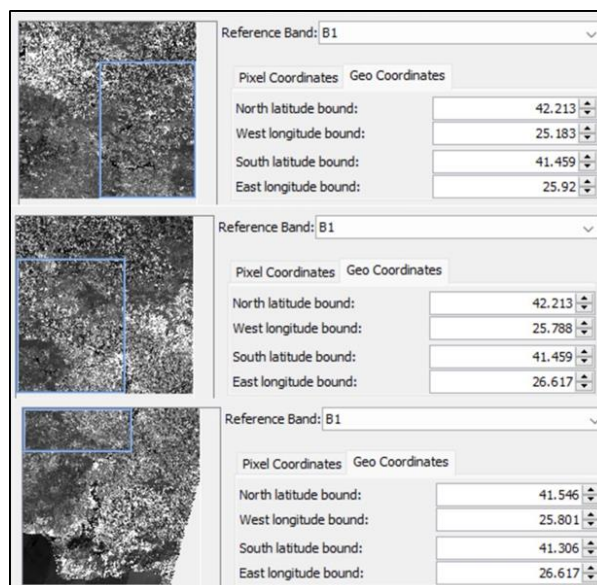 Reference Band: B1
Pixel Coordinates Geo Coordinates
North latitude bound: 42.213
West longitude bound: 25.183
South latitude bound: 41.459
East longitude bound: 25.92
Reference Band: B1
Pixel Coordinates Geo Coordinates
North latitude bound: 42.213
West longitude bound: 25.788
South latitude bound: 41.459
East longitude bound: 26.617
Reference Band: B1
Pixel Coordinates Geo Coordinates
North latitude bound: 41.546
West longitude bound: 25.801
South latitude bound: 41.306
East longitude bound: 26.617